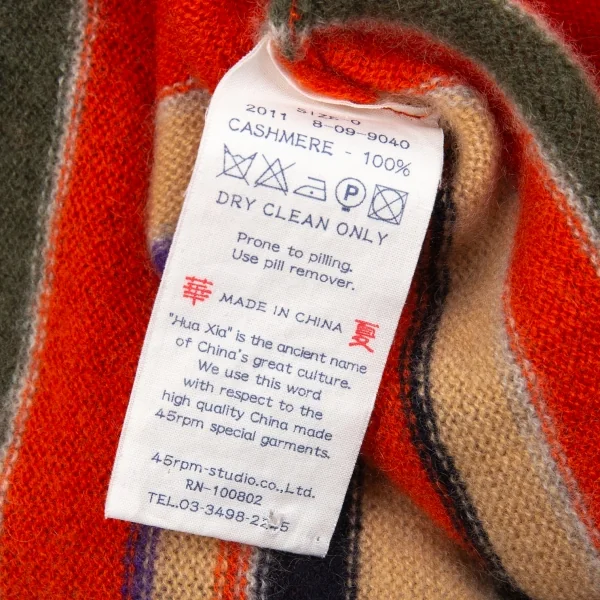 SIZE-0
2011 8-09-9040
CASHMERE - 100%
P
DRY CLEAN ONLY
Prone to pilling.
Use pill remover.
華 MADE IN CHINA 夏
"Hua Xia" is the ancient name
of China's great culture.
We use this word
with respect to the
high quality China made
45rpm special garments.
45rpm-studio.co.,Ltd.
RN-100802